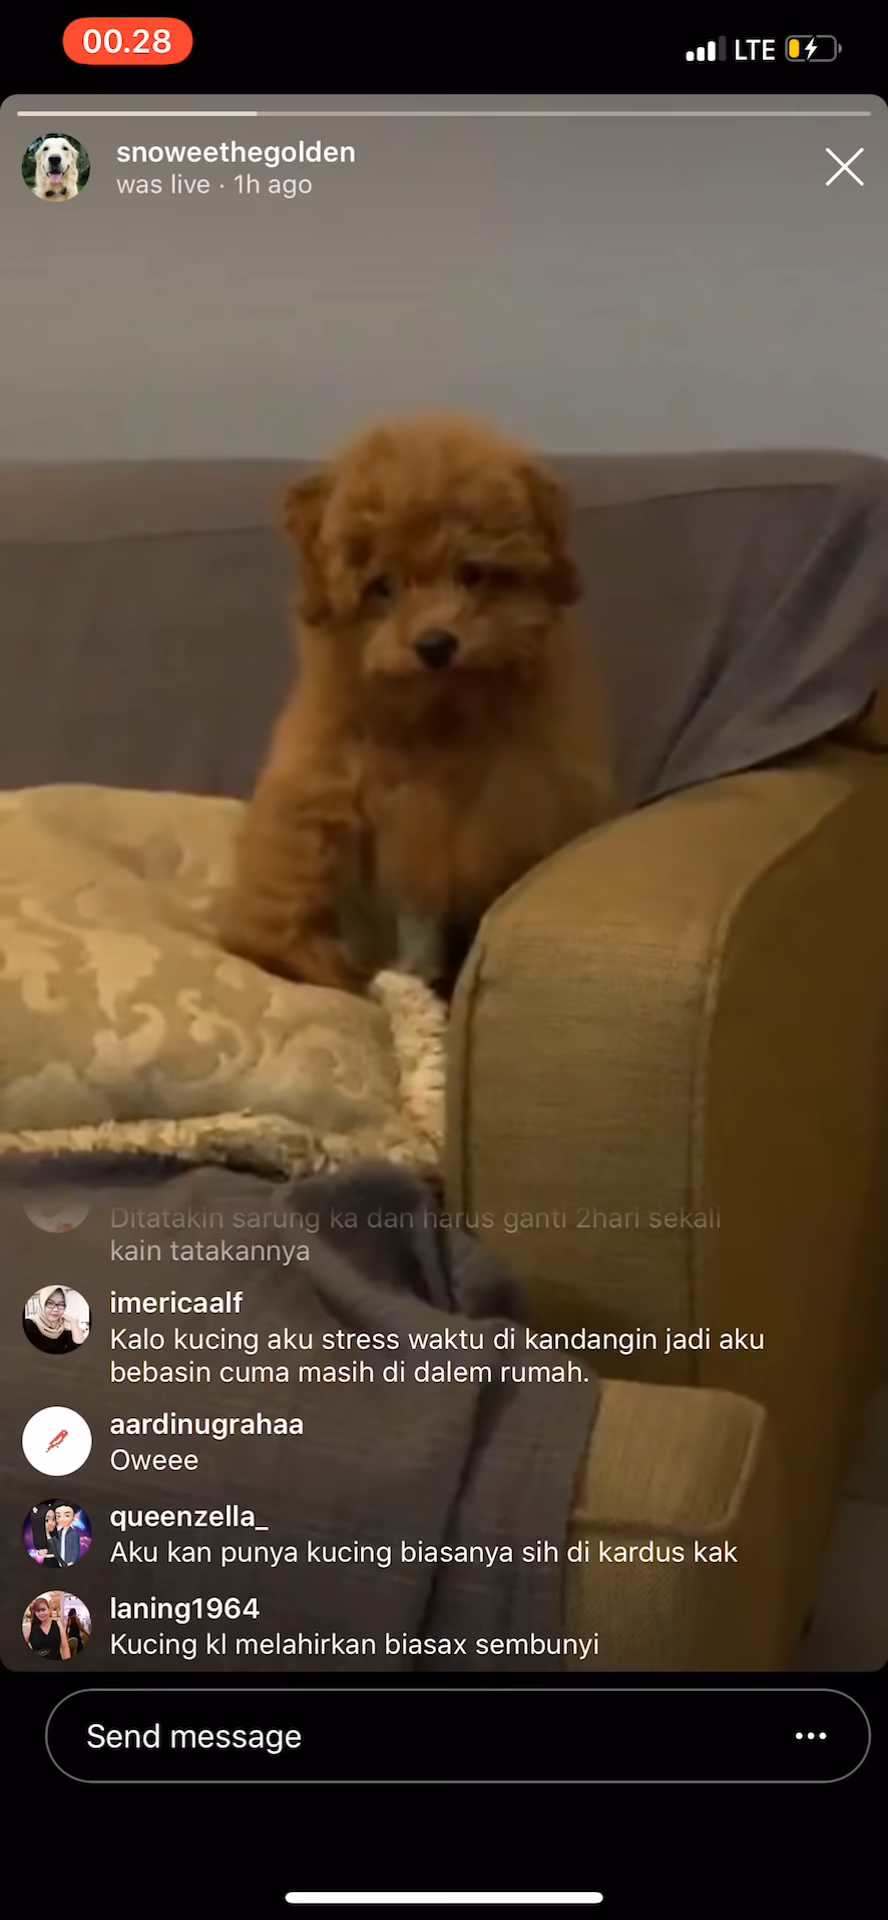 00.28
LTE
snoweethegolden
was live · 1h ago
Ditatakin sarung ka dan harus ganti 2hari sekali
kain tatakannya
imericaalf
Kalo kucing aku stress waktu di kandangin jadi aku
bebasin cuma masih di dalem rumah.
aardinugrahaa
Oweee
queenzella_
Aku kan punya kucing biasanya sih di kardus kak
laning1964
Kucing kl melahirkan biasax sembunyi
Send message